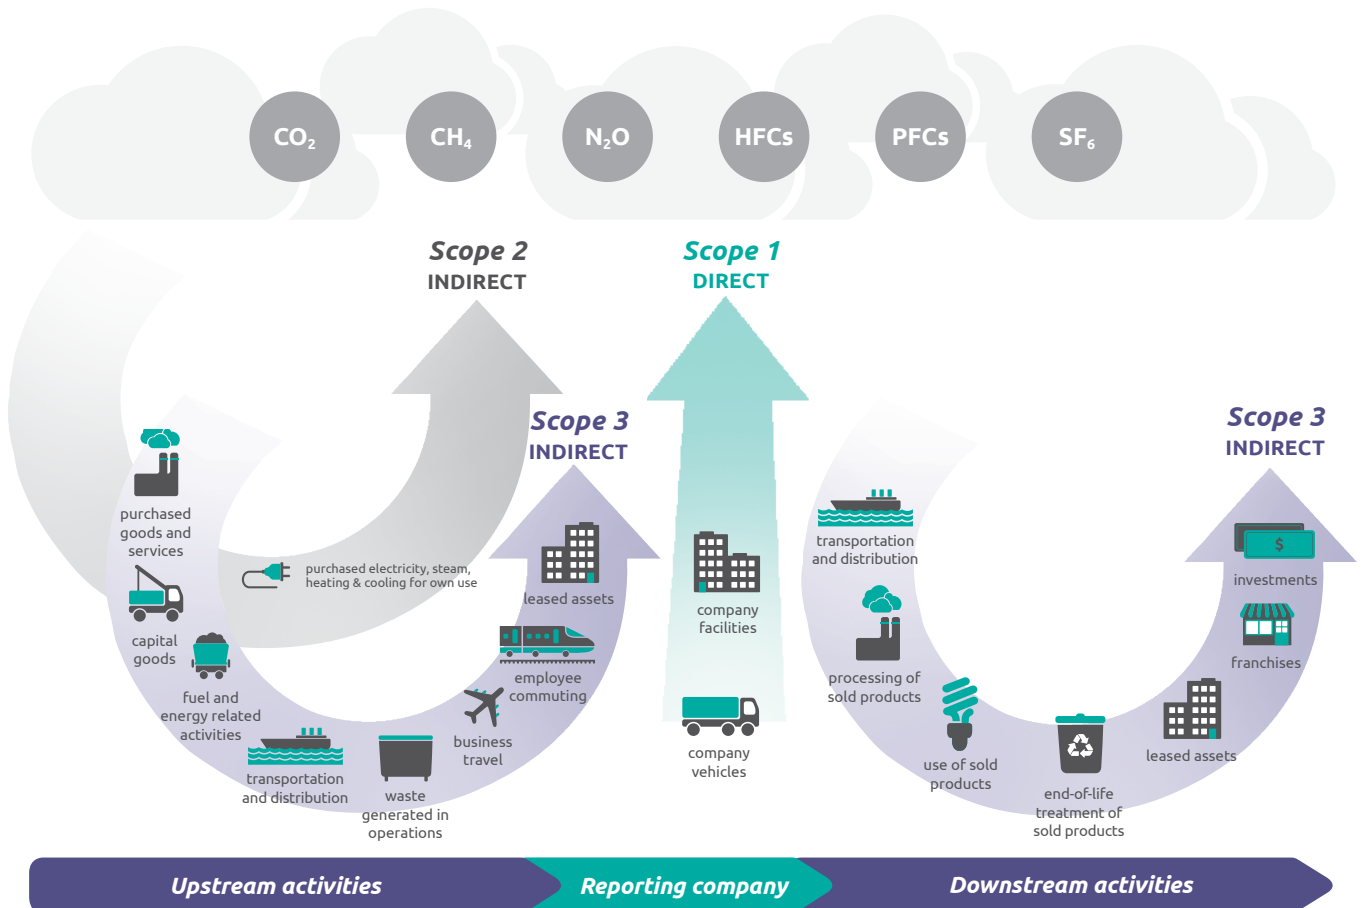 CO₂
CH₄
N₂O
HFCs
PFCs
SF₆
Scope 2
INDIRECT
Scope 1
DIRECT
Scope 3
INDIRECT
Scope 3
INDIRECT
purchased
goods and
services
capital
goods
fuel and
energy related
activities
transportation
and distribution
waste
generated in
operations
business
travel
employee
commuting
leased assets
purchased electricity, steam,
heating & cooling for own use
company
facilities
company
vehicles
transportation
and distribution
processing of
sold products
use of sold
products
end-of-life
treatment of
sold products
leased assets
franchises
$
investments
Upstream activities
Reporting company
Downstream activities